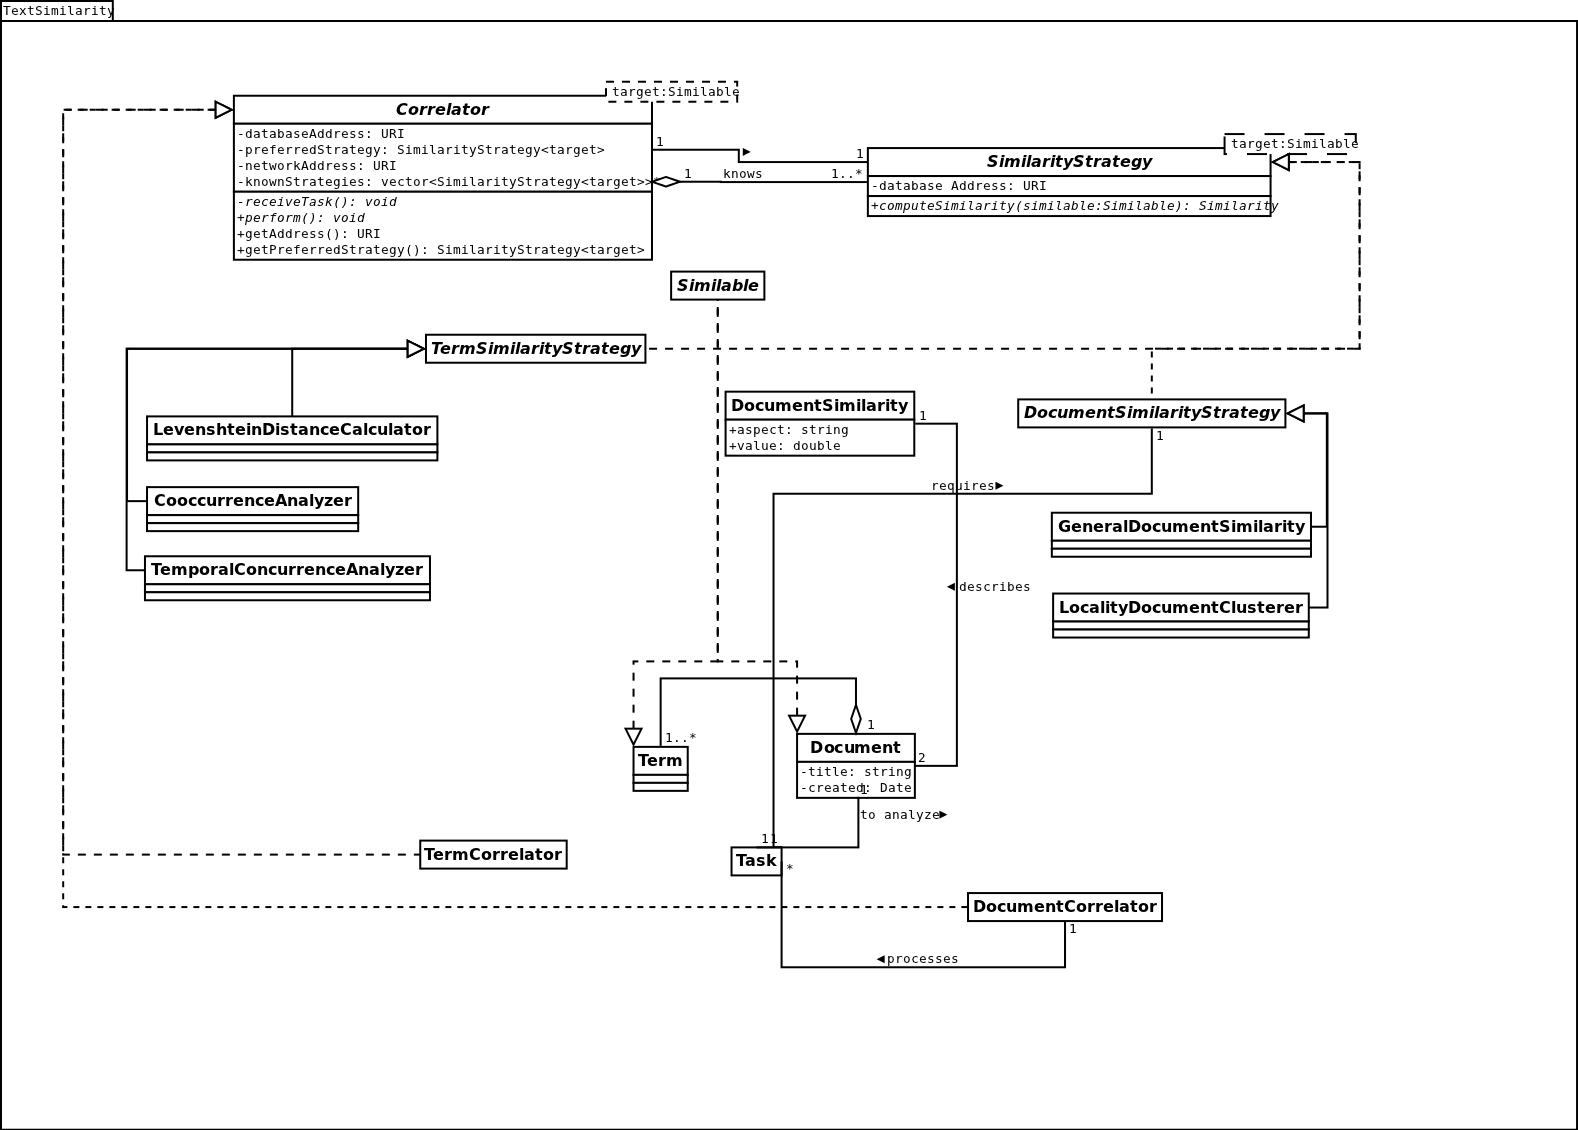 TextSimilarity
target:Similable
Correlator
-databaseAddress: URI
-preferredStrategy: SimilarityStrategy<target>
-networkAddress: URI
-knownStrategies: vector<SimilarityStrategy<target>>
-receiveTask(): void
+perform(): void
+getAddress(): URI
+getPreferredStrategy(): SimilarityStrategy<target>
1
1
1
knows
1..*
target:Similable
SimilarityStrategy
-database Address: URI
+computeSimilarity(similable:Similable): Similarity
Similable
TermSimilarityStrategy
DocumentSimilarity
+aspect: string
+value: double
1
DocumentSimilarityStrategy
1
LevenshteinDistanceCalculator
requires
CooccurrenceAnalyzer
GeneralDocumentSimilarity
TemporalConcurrenceAnalyzer
describes
LocalityDocumentClusterer
1..*
1
Term
Document
-title: string
-created: Date
2
1
to analyze
11
TermCorrelator
Task
*
DocumentCorrelator
1
processes